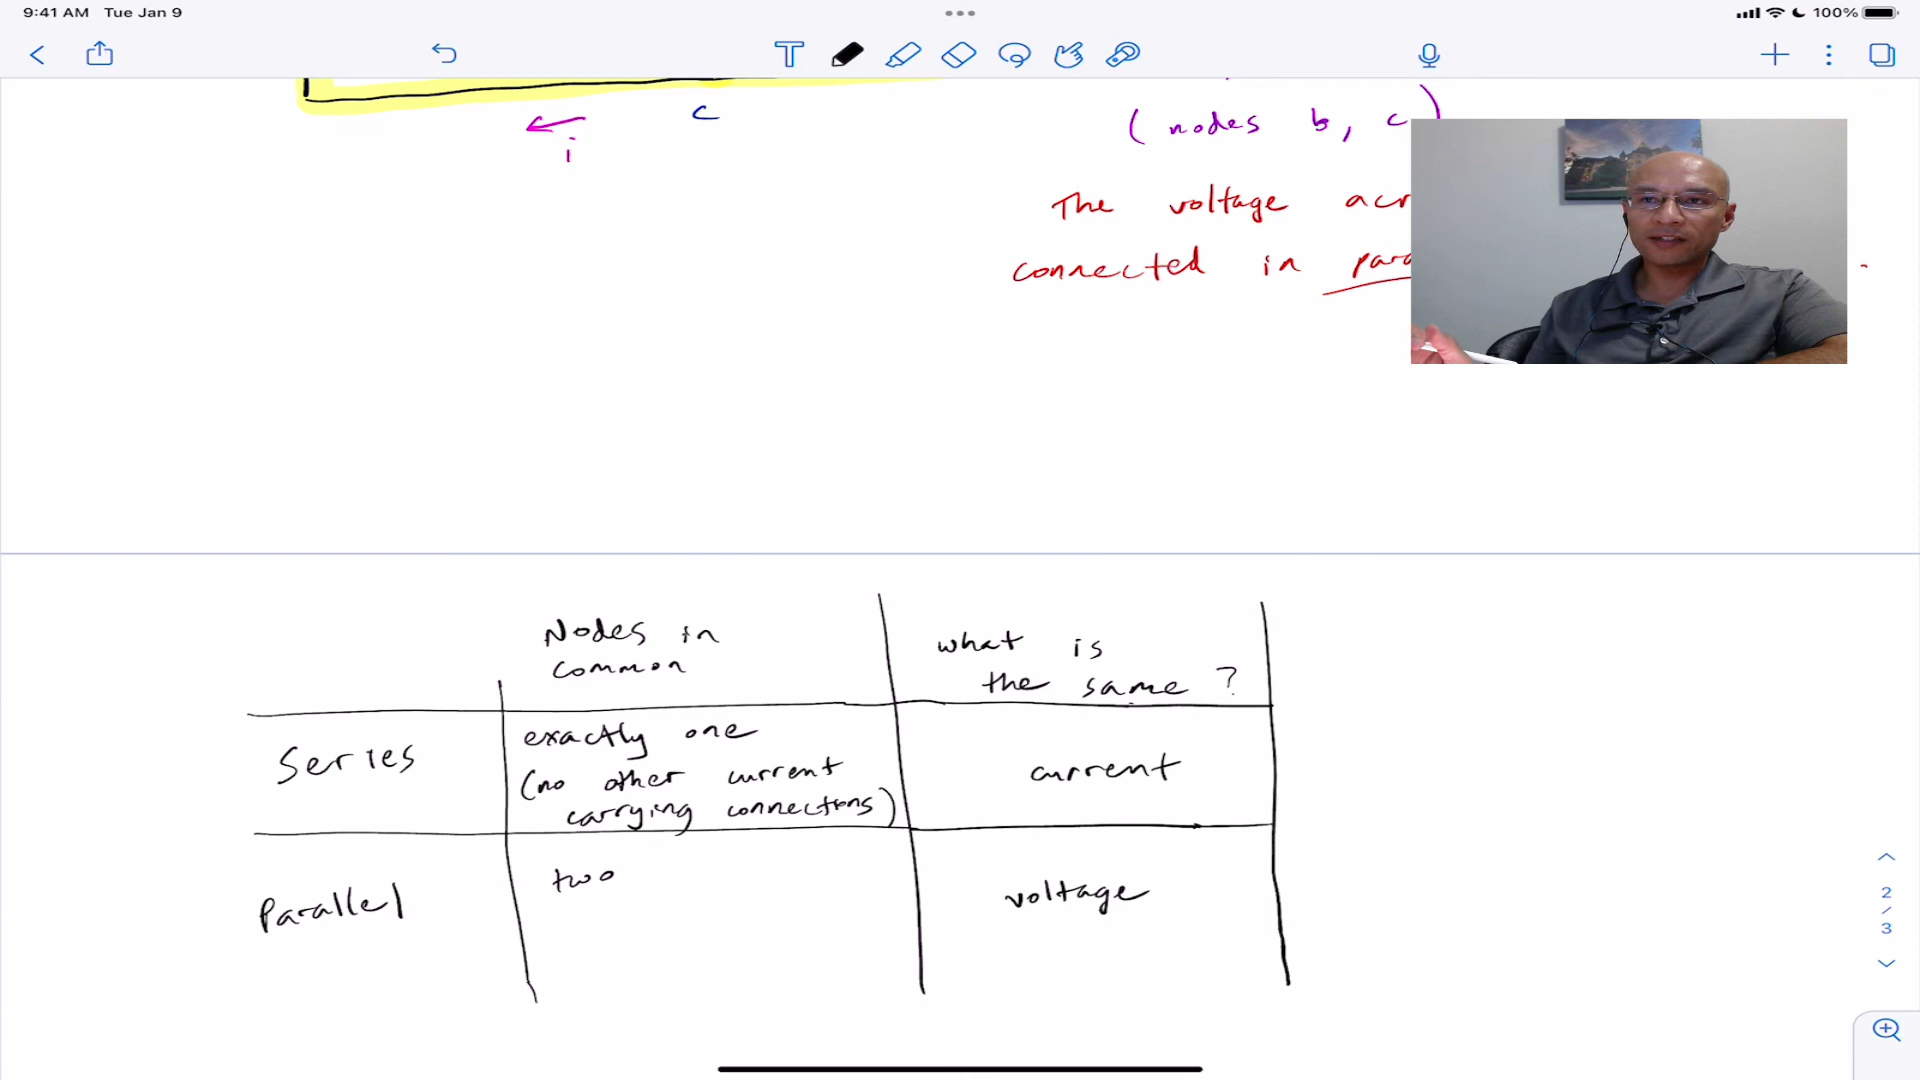 9:41 AM Tue Jan 9
100%
T
c
i
(nodes b, c)
The voltage acr
connected in para
Nodes in
common
what is
the same ?
Series
exactly one
(no other current
carrying connections)
current
Parallel
two
voltage
2
/
3